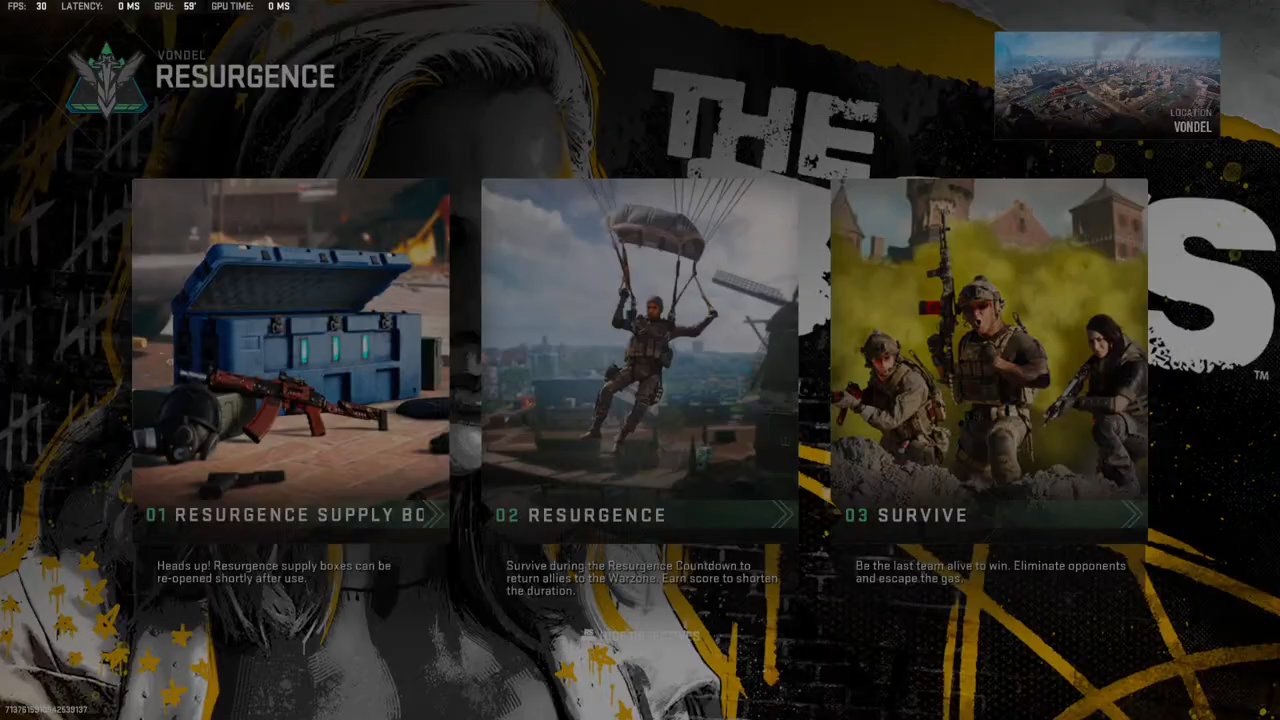 FPS: 30 LATENCY: 0 MS GPU: 59° GPU TIME: 0 MS
VONDEL
RESURGENCE
THE
S
TM
LOCATION
VONDEL
01 RESURGENCE SUPPLY BO
02 RESURGENCE
03 SURVIVE
Heads up! Resurgence supply boxes can be
re-opened shortly after use.
Survive during the Resurgence Countdown to
return allies to the Warzone. Earn score to shorten
the duration.
Be the last team alive to win. Eliminate opponents
and escape the gas.